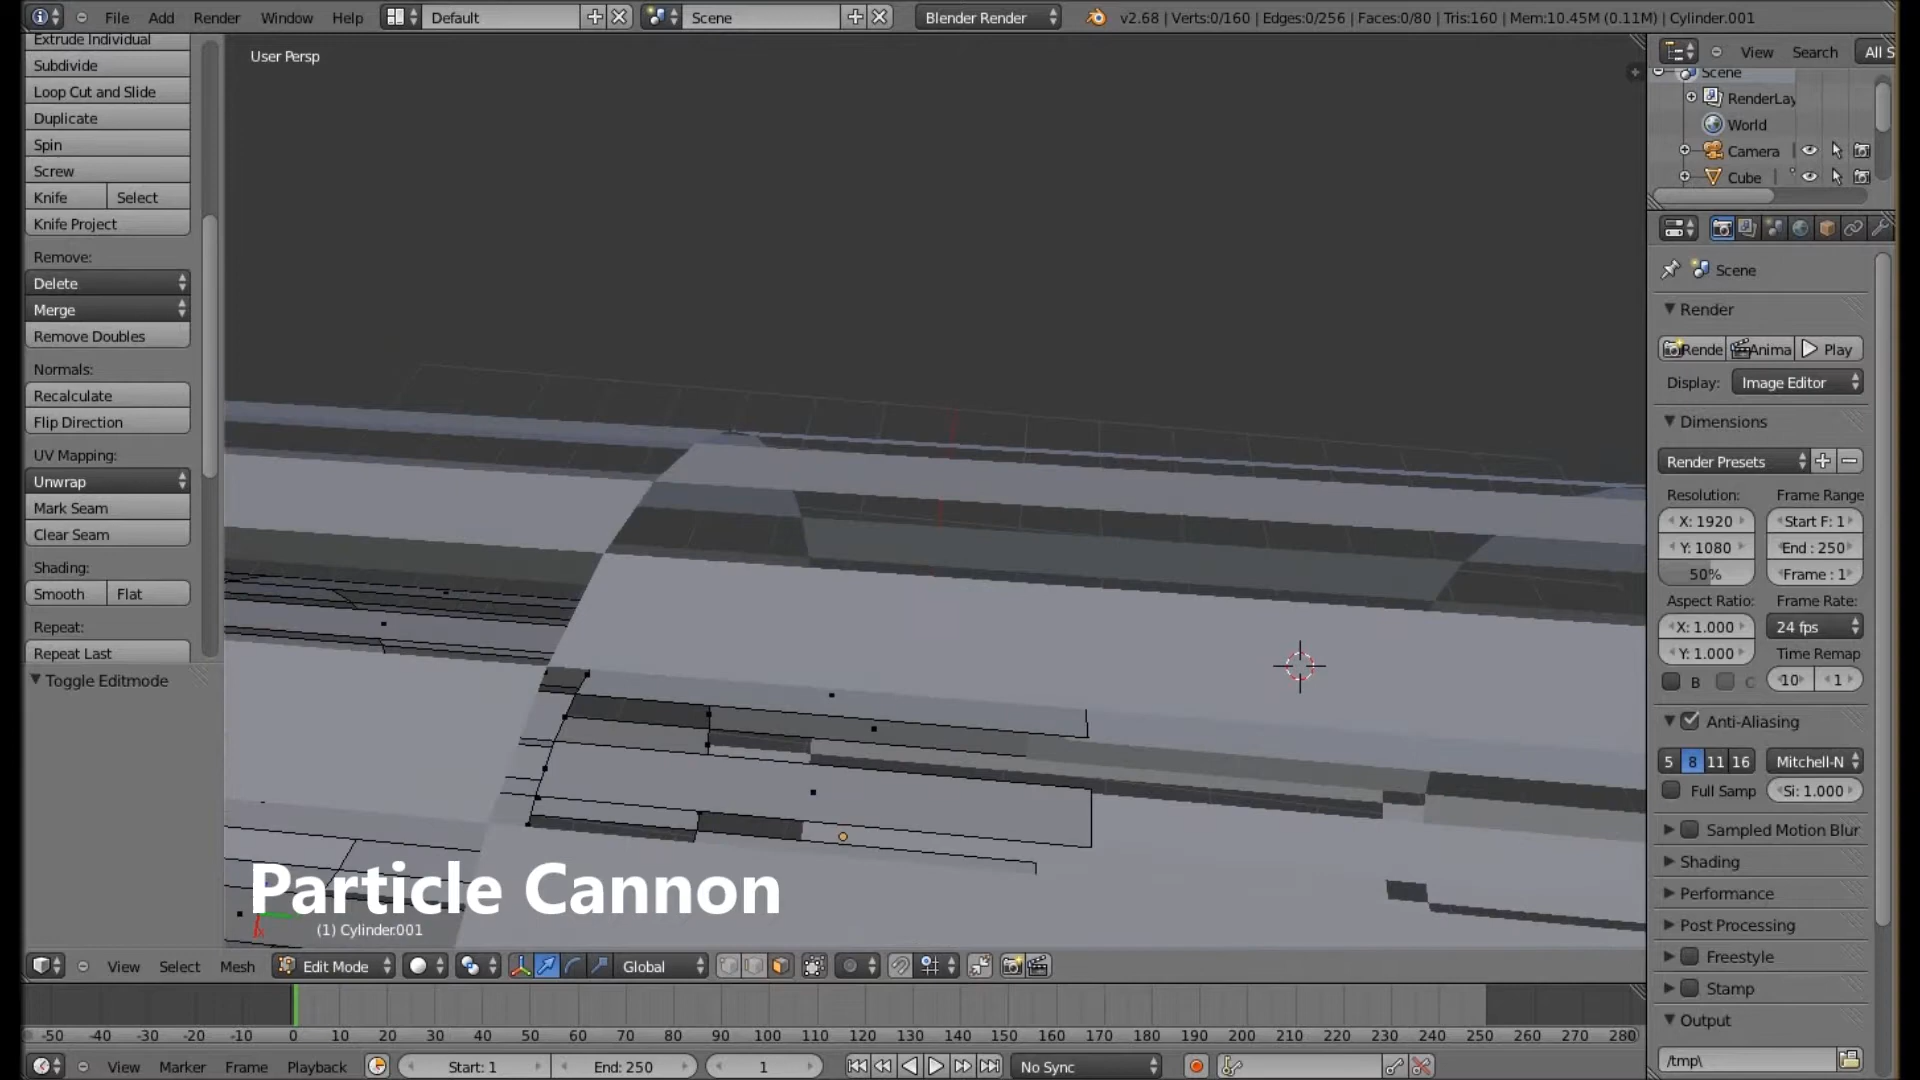 File Add Render Window Help Default Scene Blender Render v2.68 | Verts:0/160 | Edges:0/256 | Faces:0/80 | Tris:160 | Mem:10.45M (0.11M) | Cylinder.001
Extrude Individual
Subdivide
Loop Cut and Slide
Duplicate
Spin
Screw
Knife Select
Knife Project
Remove:
Delete
Merge
Remove Doubles
Normals:
Recalculate
Flip Direction
UV Mapping:
Unwrap
Mark Seam
Clear Seam
Shading:
Smooth Flat
Repeat:
Repeat Last
Toggle Editmode
User Persp
Particle Cannon
(1) Cylinder.001
View Select Mesh Edit Mode Global
-50 -40 -30 -20 -10 0 10 20 30 40 50 60 70 80 90 100 110 120 130 140 150 160 170 180 190 200 210 220 230 240 250 260 270 280
View Marker Frame Playback Start: 1 End: 250 1 No Sync
View Search All S
Scene
RenderLay
World
Camera
Cube
Scene
Render
Rende Anima Play
Display: Image Editor
Dimensions
Render Presets
Resolution: Frame Range
X: 1920 Start F: 1
Y: 1080 End : 250
50% Frame : 1
Aspect Ratio: Frame Rate:
X: 1.000 24 fps
Y: 1.000 Time Remap
B C 10 1
Anti-Aliasing
5 8 11 16 Mitchell-N
Full Samp Si: 1.000
Sampled Motion Blur
Shading
Performance
Post Processing
Freestyle
Stamp
Output
/tmp\